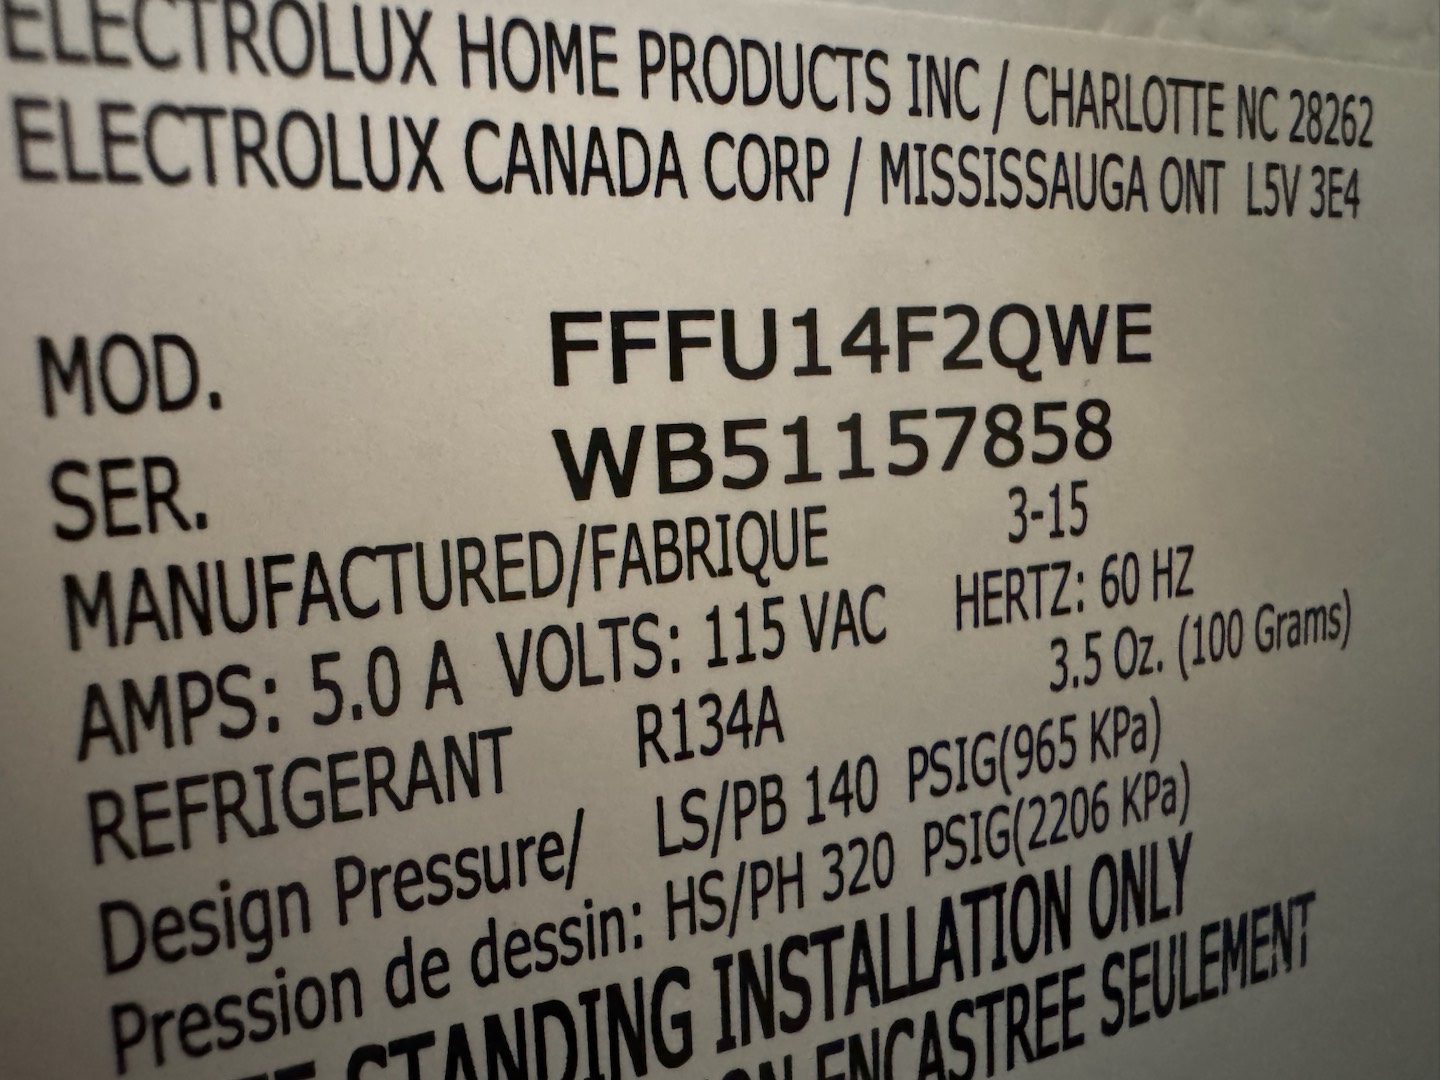 ELECTROLUX HOME PRODUCTS INC / CHARLOTTE NC 28262
ELECTROLUX CANADA CORP / MISSISSAUGA ONT L5V 3E4
MOD. FFFU14F2QWE
SER. WB51157858
MANUFACTURED/FABRIQUE 3-15
AMPS: 5.0 A VOLTS: 115 VAC HERTZ: 60 HZ
REFRIGERANT R134A 3.5 Oz. (100 Grams)
Design Pressure/ LS/PB 140 PSIG(965 KPa)
Pression de dessin: HS/PH 320 PSIG(2206 KPa)
STANDING INSTALLATION ONLY
ENCASTREE SEULEMENT